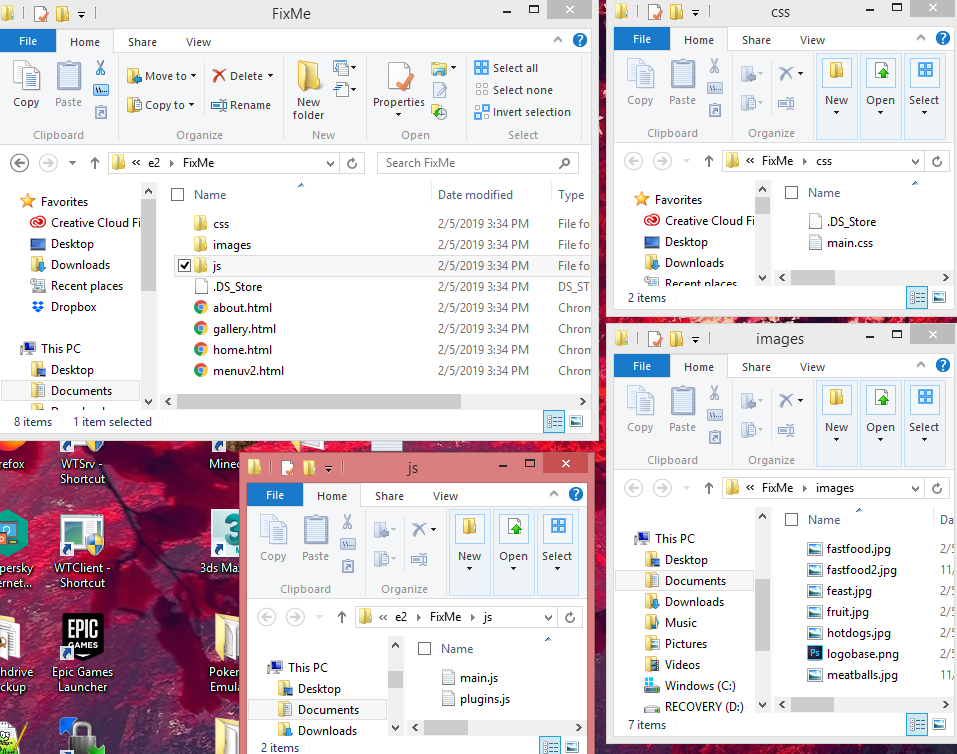 FixMe
File Home Share View
Copy Paste
Move to
Copy to
Delete
Rename
New
folder
Properties
Open
Select all
Select none
Invert selection
Clipboard Organize New Open Select
« e2 FixMe
Search FixMe
Favorites
Creative Cloud Fi
Desktop
Downloads
Recent places
Dropbox
This PC
Desktop
Documents
Name Date modified Type
css 2/5/2019 3:34 PM File fo
images 2/5/2019 3:34 PM File fo
js 2/5/2019 3:34 PM File fo
.DS_Store 2/5/2019 3:34 PM DS_ST
about.html 2/5/2019 3:34 PM Chrom
gallery.html 2/5/2019 3:34 PM Chrom
home.html 2/5/2019 3:34 PM Chrom
menuv2.html 2/5/2019 3:34 PM Chrom
8 items 1 item selected
css
File Home Share View
Copy Paste
New Open Select
Clipboard Organize
« FixMe css
Favorites
Creative Cloud Fi
Desktop
Downloads
Recent places
Name
.DS_Store
main.css
2 items
images
File Home Share View
Copy Paste
New Open Select
Clipboard Organize
« FixMe images
This PC
Desktop
Documents
Downloads
Music
Pictures
Videos
Windows (C:)
RECOVERY (D:)
Name Da
fastfood.jpg 2/5
fastfood2.jpg 11/
feast.jpg 2/5
fruit.jpg 2/5
hotdogs.jpg 2/5
Ps
logobase.png 2/5
meatballs.jpg 11/
7 items
js
File Home Share View
Copy Paste
New Open Select
Clipboard Organize
« e2 FixMe js
This PC
Desktop
Documents
Downloads
Name
main.js
plugins.js
2 items
refox
WTSrv -
Shortcut
Minec
spersky
ernet...
WTClient -
Shortcut
3ds Max
EPIC
GAMES
chdrive
ckup
Epic Games
Launcher
Poker
Emula